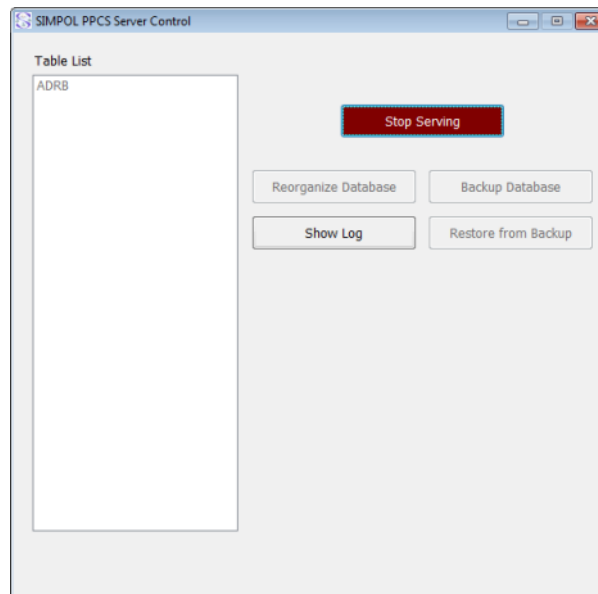 SIMPOL PPCS Server Control
Table List
ADRB
Stop Serving
Reorganize Database
Backup Database
Show Log
Restore from Backup